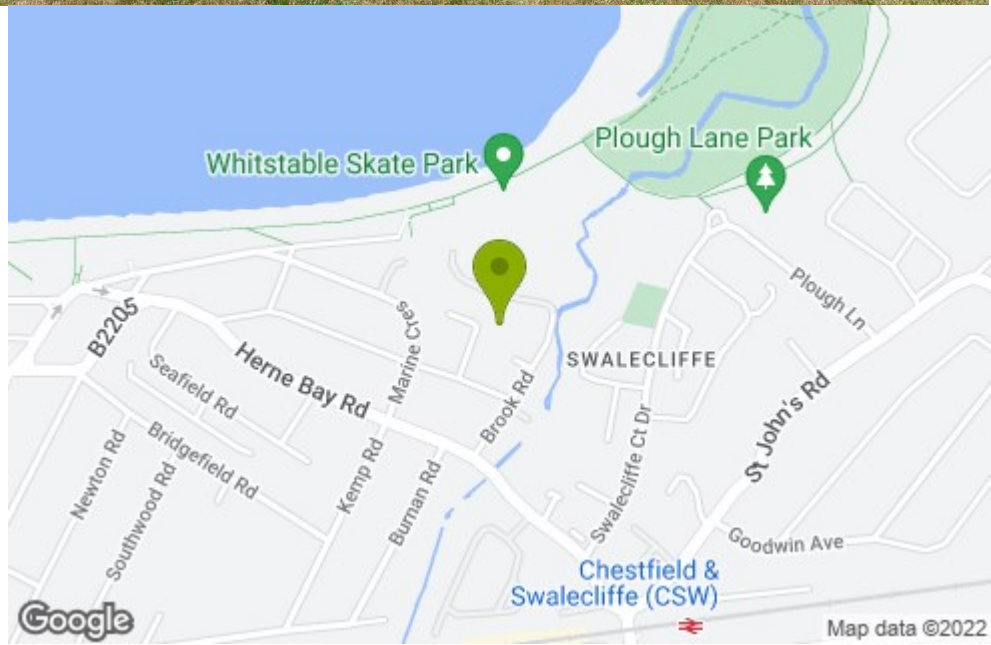 Whitstable Skate Park
Plough Lane Park
Plough Ln
B2205
Herne Bay Rd
Marine Cres
SWALECLIFFE
Seafield Rd
Brook Rd
St John's Rd
Bridgefield Rd
Newton Rd
Southwood Rd
Kemp Rd
Burnan Rd
Swalecliffe Ct Dr
Goodwin Ave
Chestfield &
Swalecliffe (CSW)
Google
Map data ©2022